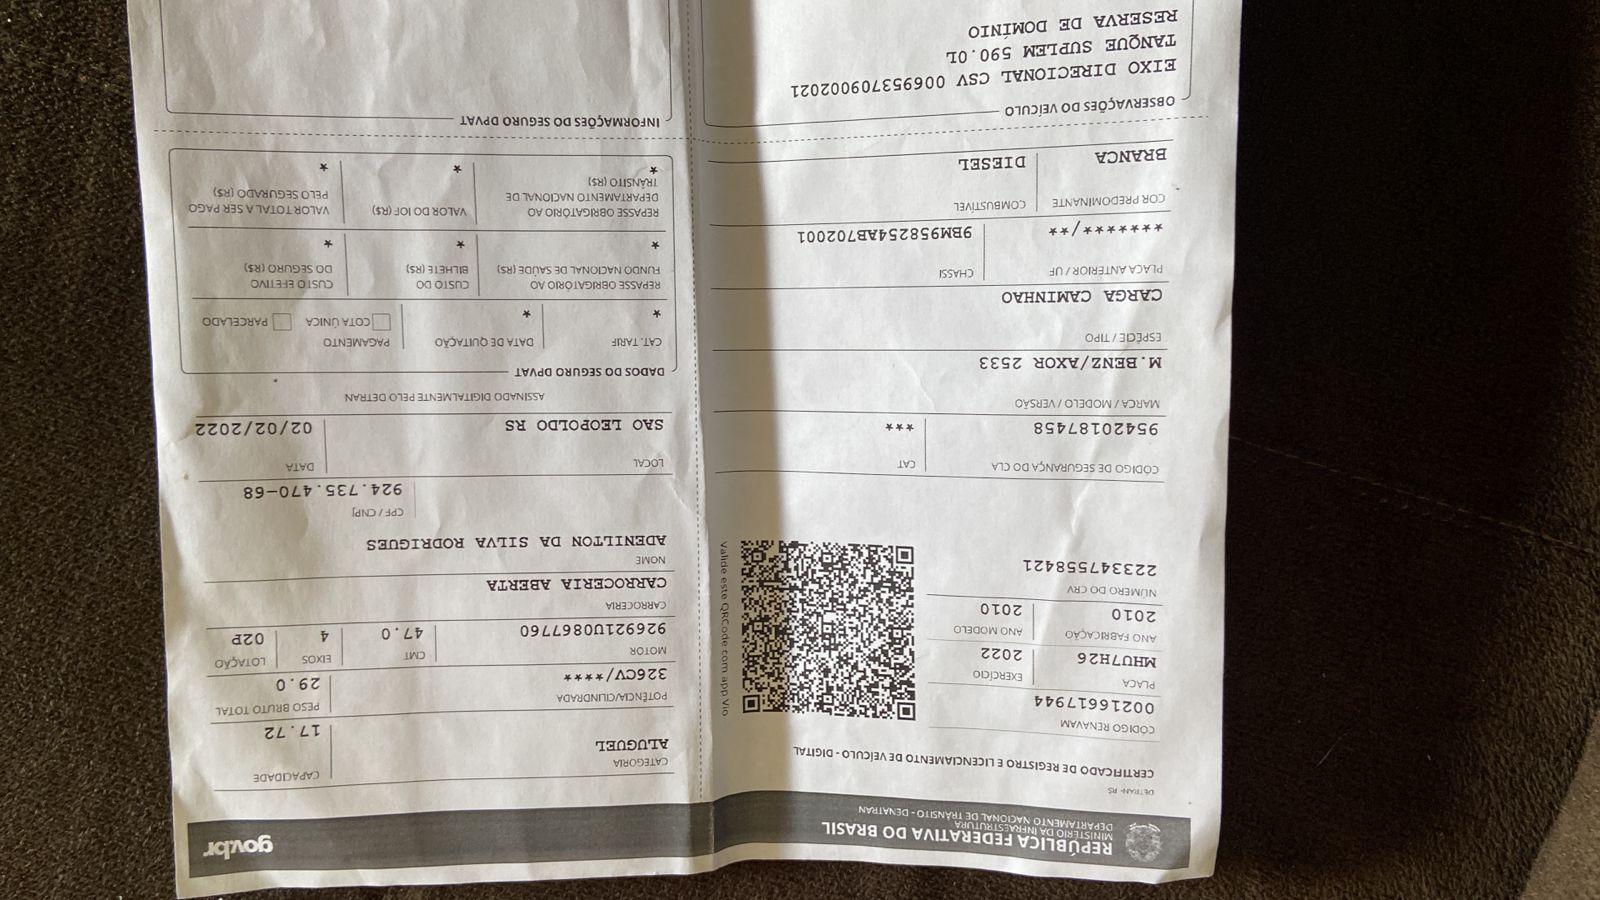 REPÚBLICA FEDERATIVA DO BRASIL
MINISTÉRIO DA INFRAESTRUTURA
DEPARTAMENTO NACIONAL DE TRÂNSITO - DENATRAN
gov.br
DETRAN- RS
CERTIFICADO DE REGISTRO E LICENCIAMENTO DE VEÍCULO - DIGITAL
CÓDIGO RENAVAM
00216617944
PLACA EXERCÍCIO
MHU7H26 2022
ANO FABRICAÇÃO ANO MODELO
2010 2010
NÚMERO DO CRV
223347558421
Valide este QRCode com app Vio
CÓDIGO DE SEGURANÇA DO CLA CAT
95420187458 ***
MARCA / MODELO / VERSÃO
M.BENZ/AXOR 2533
ESPÉCIE / TIPO
CARGA CAMINHAO
PLACA ANTERIOR / UF CHASSI
*******/** 9BM958254AB702001
COR PREDOMINANTE COMBUSTÍVEL
BRANCA DIESEL
OBSERVAÇÕES DO VEÍCULO
EIXO DIRECIONAL CSV 006953709002021
TANQUE SUPLEM 590.0L
RESERVA DE DOMÍNIO
CATEGORIA CAPACIDADE
ALUGUEL 17.72
POTÊNCIA/CILINDRADA PESO BRUTO TOTAL
326CV/**** 29.0
MOTOR CMT EIXOS LOTAÇÃO
926921U0867760 47.0 4 02P
CARROCERIA
CARROCERIA ABERTA
NOME
ADENILTON DA SILVA RODRIGUES
CPF / CNPJ
924.735.470-68
LOCAL DATA
SAO LEOPOLDO RS 02/02/2022
ASSINADO DIGITALMENTE PELO DETRAN
DADOS DO SEGURO DPVAT
CAT. TARIF DATA DE QUITAÇÃO PAGAMENTO
* * COTA ÚNICA PARCELADO
REPASSE OBRIGATÓRIO AO CUSTO DO CUSTO EFETIVO
FUNDO NACIONAL DE SAÚDE (R$) BILHETE (R$) DO SEGURO (R$)
* * *
REPASSE OBRIGATÓRIO AO VALOR DO IOF (R$) VALOR TOTAL A SER PAGO
DEPARTAMENTO NACIONAL DE PELO SEGURADO (R$)
TRÂNSITO (R$)
* * *
INFORMAÇÕES DO SEGURO DPVAT